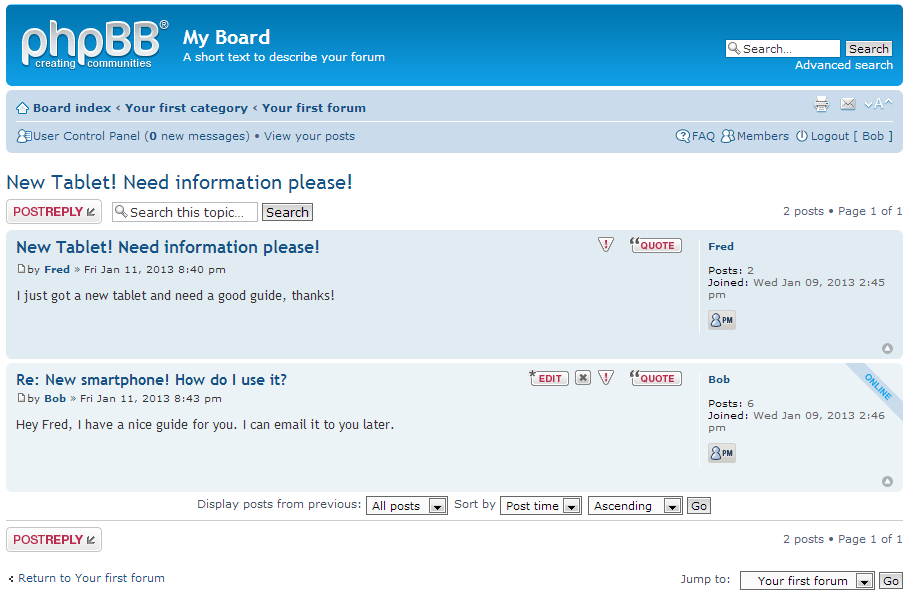 phpBB®
creating communities
My Board
A short text to describe your forum
Search...
Search
Advanced search
Board index ‹ Your first category ‹ Your first forum
A
User Control Panel (0 new messages) • View your posts
FAQ Members Logout [ Bob ]
New Tablet! Need information please!
POSTREPLY
Search this topic...
Search
2 posts • Page 1 of 1
New Tablet! Need information please!
QUOTE
by Fred » Fri Jan 11, 2013 8:40 pm
I just got a new tablet and need a good guide, thanks!
Fred
Posts: 2
Joined: Wed Jan 09, 2013 2:45
pm
PM
Re: New smartphone! How do I use it?
EDIT
QUOTE
by Bob » Fri Jan 11, 2013 8:43 pm
Hey Fred, I have a nice guide for you. I can email it to you later.
Bob
ONLINE
Posts: 6
Joined: Wed Jan 09, 2013 2:46
pm
PM
Display posts from previous: All posts Sort by Post time Ascending Go
POSTREPLY
2 posts • Page 1 of 1
Return to Your first forum
Jump to: Your first forum Go